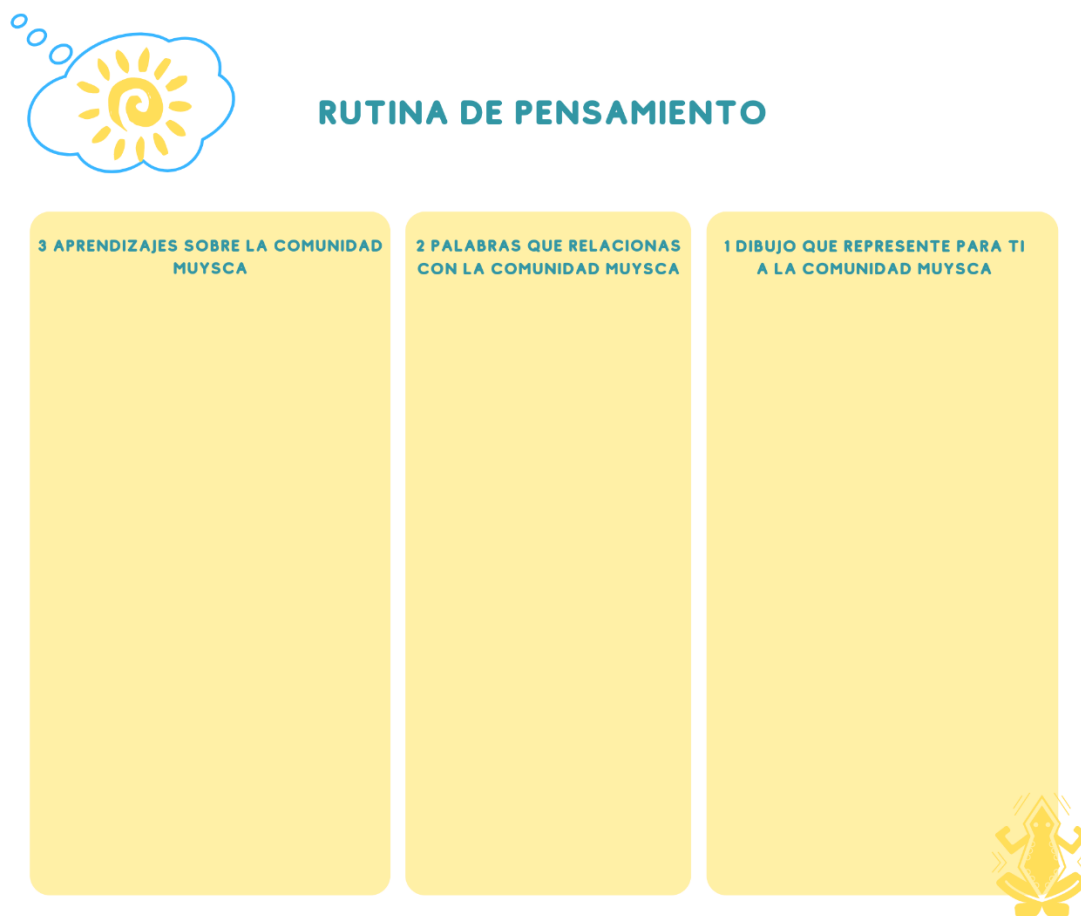 RUTINA DE PENSAMIENTO
3 APRENDIZAJES SOBRE LA COMUNIDAD
MUYSCA
2 PALABRAS QUE RELACIONAS
CON LA COMUNIDAD MUYSCA
1 DIBUJO QUE REPRESENTE PARA TI
A LA COMUNIDAD MUYSCA